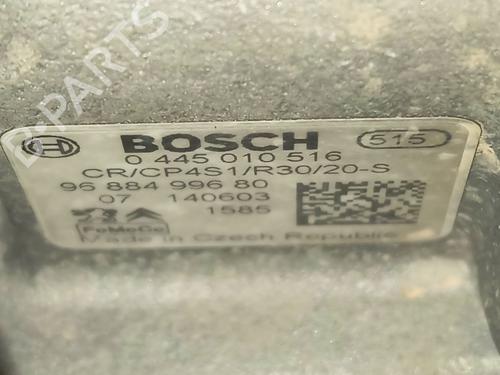 BOSCH 515
0 445 010 516
CR/CP4S1/R30/20-S
96 884 996 80
07 140603
1585
FoMoCo
Made in Czech Republic
D-PARTS